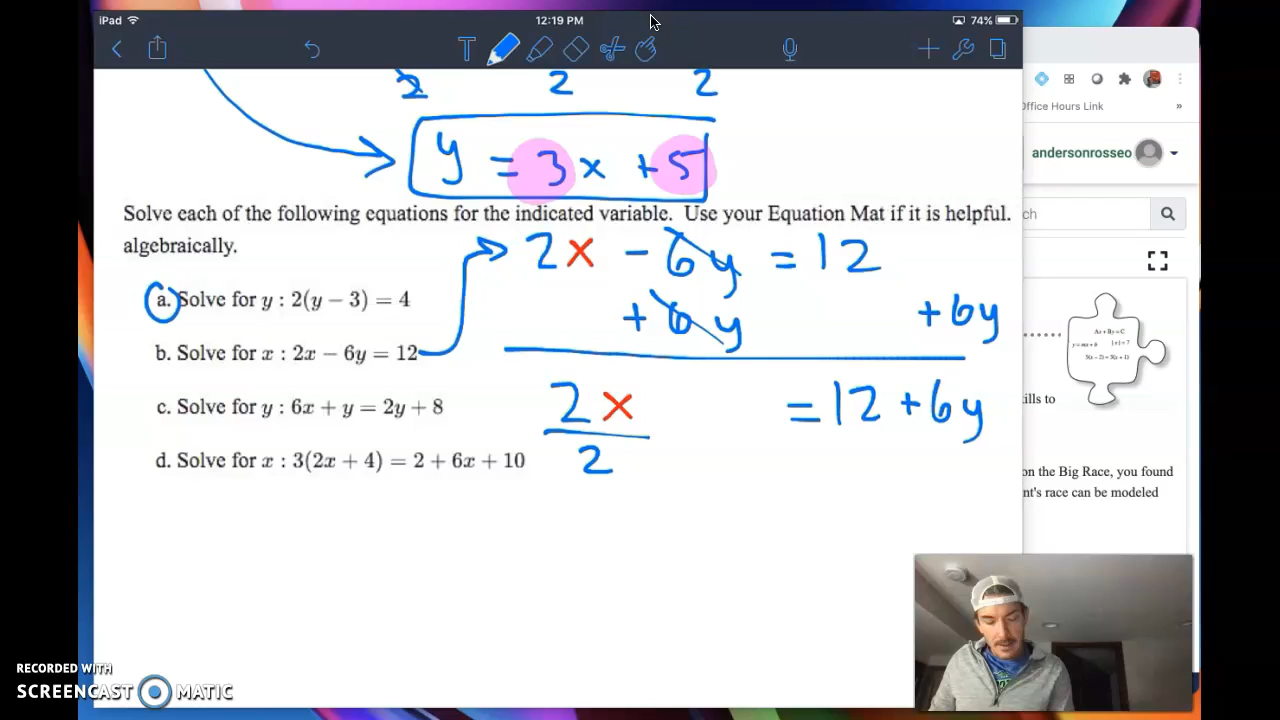 iPad 12:19 PM 74%
T
2 2 2
y = 3x + 5
Office Hours Link »
andersonrosseo
ch
Solve each of the following equations for the indicated variable. Use your Equation Mat if it is helpful.
algebraically.
2x - 6y = 12
+ 6y + 6y
a. Solve for y : 2(y − 3) = 4
b. Solve for x : 2x − 6y = 12
2x = 12 + 6y
2
c. Solve for y : 6x + y = 2y + 8
d. Solve for x : 3(2x + 4) = 2 + 6x + 10
Ax + By = C
y = mx + b
kills to
on the Big Race, you found
nt's race can be modeled
RECORDED WITH
SCREENCAST MATIC